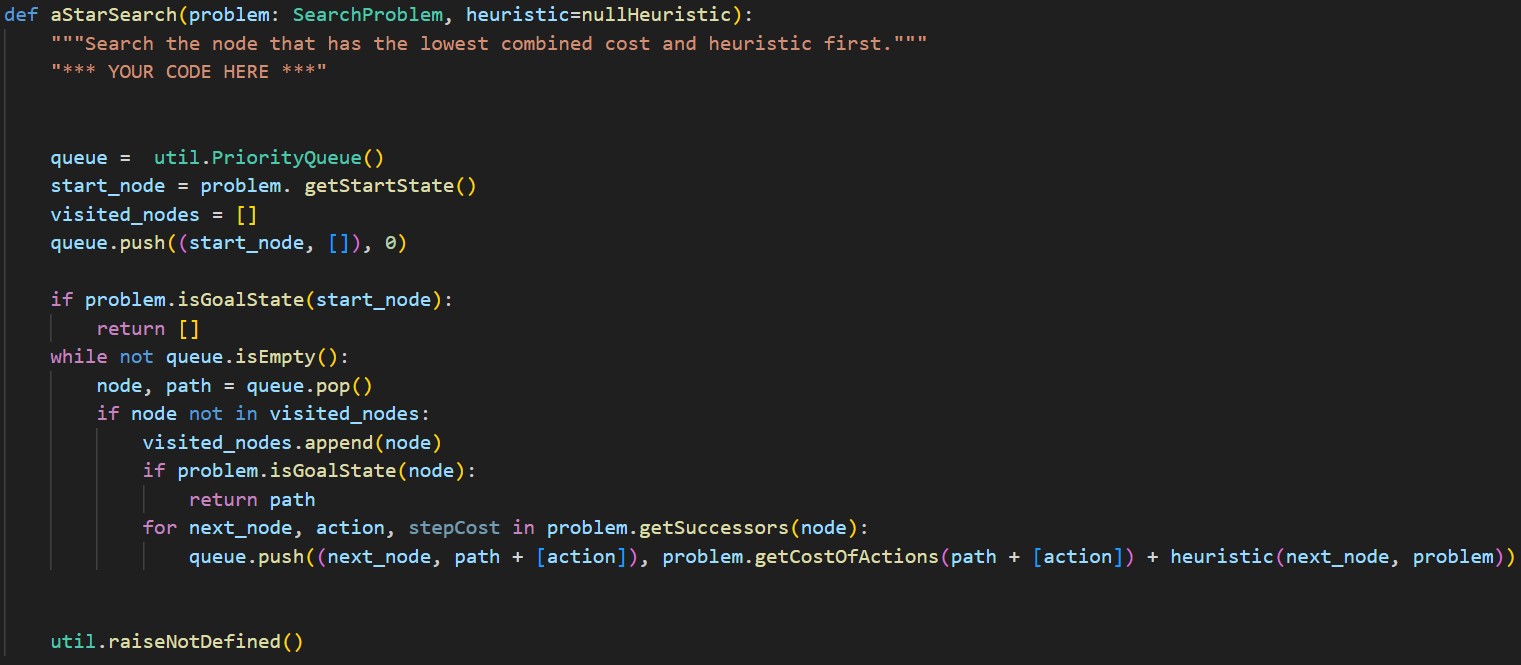 def aStarSearch(problem: SearchProblem, heuristic=nullHeuristic):
    """Search the node that has the lowest combined cost and heuristic first."""
    "*** YOUR CODE HERE ***"
    queue =  util.PriorityQueue()
    start_node = problem. getStartState()
    visited_nodes = []
    queue.push((start_node, []), 0)
    if problem.isGoalState(start_node):
        return []
    while not queue.isEmpty():
        node, path = queue.pop()
        if node not in visited_nodes:
            visited_nodes.append(node)
            if problem.isGoalState(node):
                return path
            for next_node, action, stepCost in problem.getSuccessors(node):
                queue.push((next_node, path + [action]), problem.getCostOfActions(path + [action]) + heuristic(next_node, problem))
    util.raiseNotDefined()